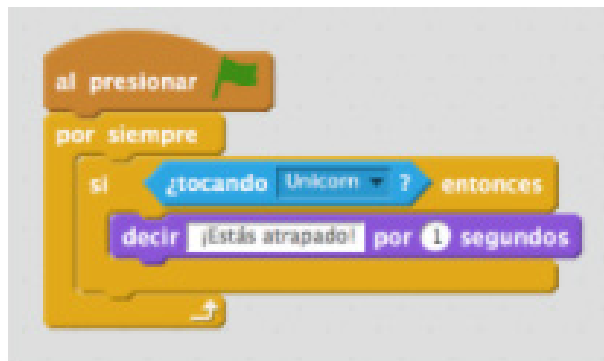 al presionar
por siempre
si ¿tocando Unicorn ? entonces
decir ¡Estás atrapado! por 1 segundos